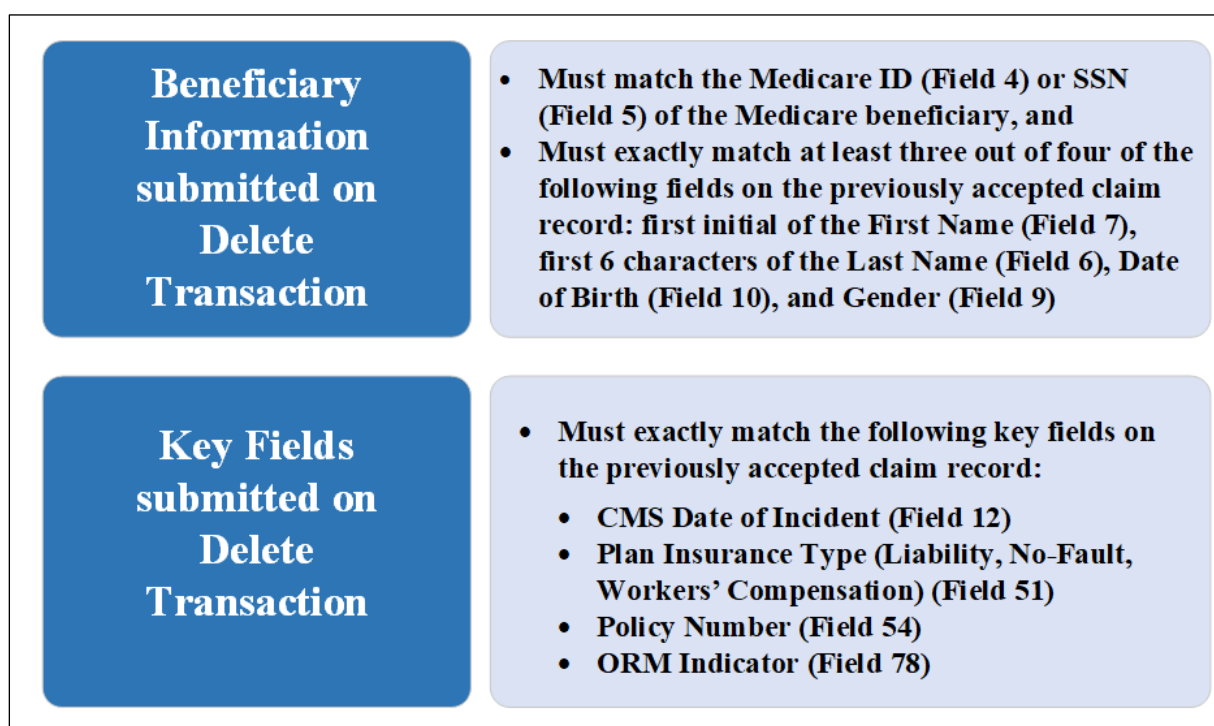 Beneficiary
Information
submitted on
Delete
Transaction
• Must match the Medicare ID (Field 4) or SSN
(Field 5) of the Medicare beneficiary, and
• Must exactly match at least three out of four of the
following fields on the previously accepted claim
record: first initial of the First Name (Field 7),
first 6 characters of the Last Name (Field 6), Date
of Birth (Field 10), and Gender (Field 9)
Key Fields
submitted on
Delete
Transaction
• Must exactly match the following key fields on
the previously accepted claim record:
• CMS Date of Incident (Field 12)
• Plan Insurance Type (Liability, No-Fault,
Workers’ Compensation) (Field 51)
• Policy Number (Field 54)
• ORM Indicator (Field 78)